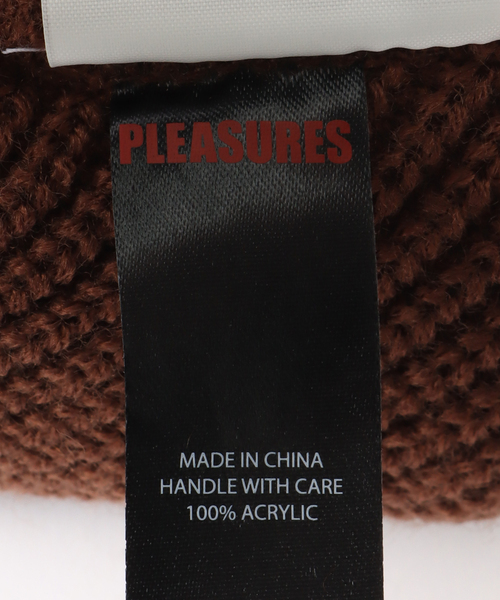 PLEASURES
MADE IN CHINA
HANDLE WITH CARE
100% ACRYLIC